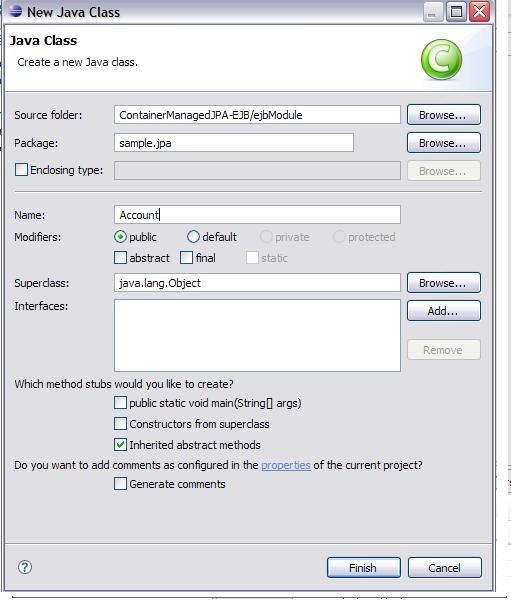 New Java Class
Java Class
Create a new Java class.
C
Source folder: ContainerManagedJPA-EJB/ejbModule Browse...
Package: sample.jpa Browse...
Enclosing type: Browse...
Name: Account
Modifiers: public default private protected
abstract final static
Superclass: java.lang.Object Browse...
Interfaces: Add...
Remove
Which method stubs would you like to create?
public static void main(String[] args)
Constructors from superclass
Inherited abstract methods
Do you want to add comments as configured in the properties of the current project?
Generate comments
? Finish Cancel